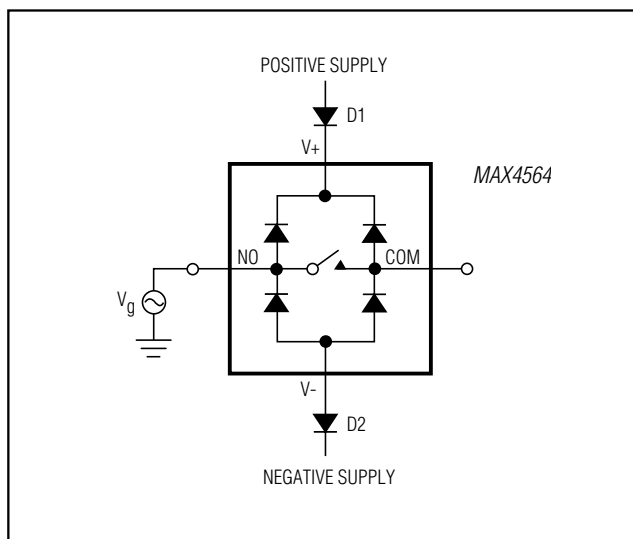 POSITIVE SUPPLY
D1
V+
MAX4564
NO
COM
Vg
V-
D2
NEGATIVE SUPPLY